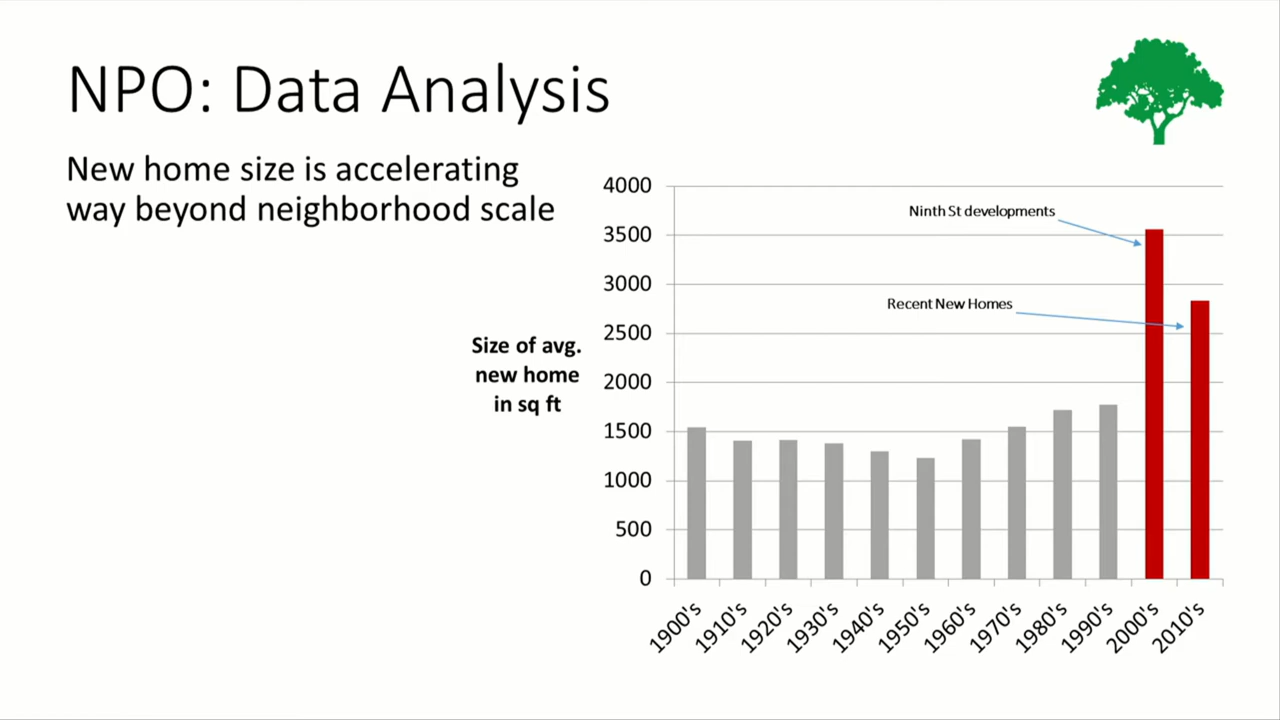 NPO: Data Analysis
New home size is accelerating
way beyond neighborhood scale
Size of avg.
new home
in sq ft
4000
3500
3000
2500
2000
1500
1000
500
0
Ninth St developments
Recent New Homes
1900's
1910's
1920's
1930's
1940's
1950's
1960's
1970's
1980's
1990's
2000's
2010's